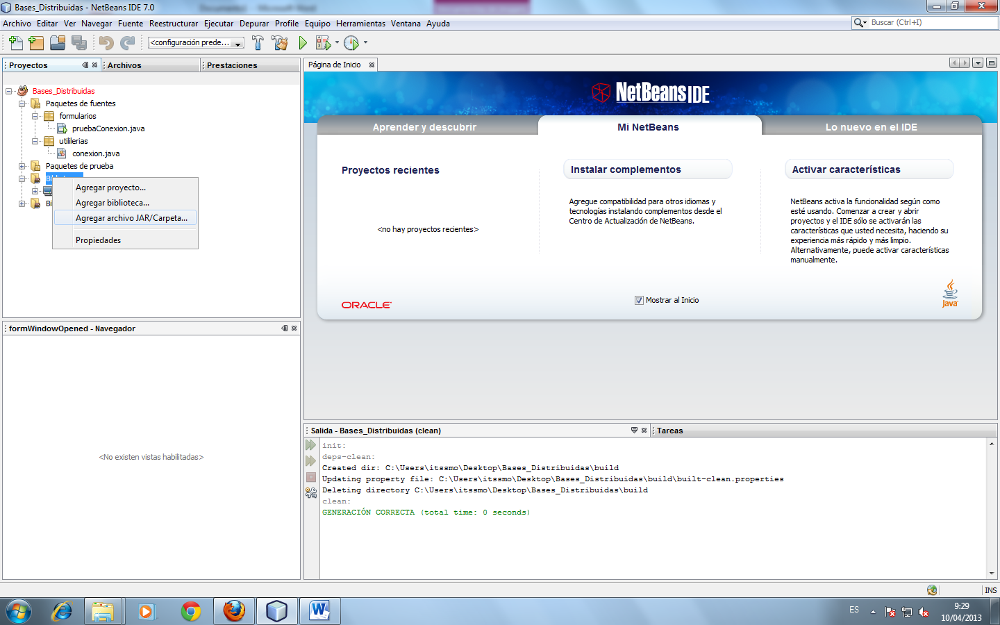 Bases_Distribuidas - NetBeans IDE 7.0
Archivo Editar Ver Navegar Fuente Reestructurar Ejecutar Depurar Profile Equipo Herramientas Ventana Ayuda
Buscar (Ctrl+I)
<configuración prede...
Proyectos Archivos Prestaciones
Página de Inicio
Bases_Distribuidas
Paquetes de fuentes
formularios
pruebaConexion.java
utililerias
conexion.java
Paquetes de prueba
Agregar proyecto...
Agregar biblioteca...
Agregar archivo JAR/Carpeta...
Propiedades
NetBeans IDE
Aprender y descubrir Mi NetBeans Lo nuevo en el IDE
Proyectos recientes
<no hay proyectos recientes>
Instalar complementos
Agregue compatibilidad para otros idiomas y
tecnologías instalando complementos desde el
Centro de Actualización de NetBeans.
Activar características
NetBeans activa la funcionalidad según como
esté usando. Comenzar a crear y abrir
proyectos y el IDE sólo se activarán las
características que usted necesita, haciendo su
experiencia más rápido y más limpio.
Alternativamente, puede activar características
manualmente.
ORACLE
Mostrar al Inicio
Java
formWindowOpened - Navegador
<No existen vistas habilitadas>
Salida - Bases_Distribuidas (clean) Tareas
init:
deps-clean:
Created dir: C:\Users\itssmo\Desktop\Bases_Distribuidas\build
Updating property file: C:\Users\itssmo\Desktop\Bases_Distribuidas\build\built-clean.properties
Deleting directory C:\Users\itssmo\Desktop\Bases_Distribuidas\build
clean:
GENERACIÓN CORRECTA (total time: 0 seconds)
INS
ES
9:29
10/04/2013